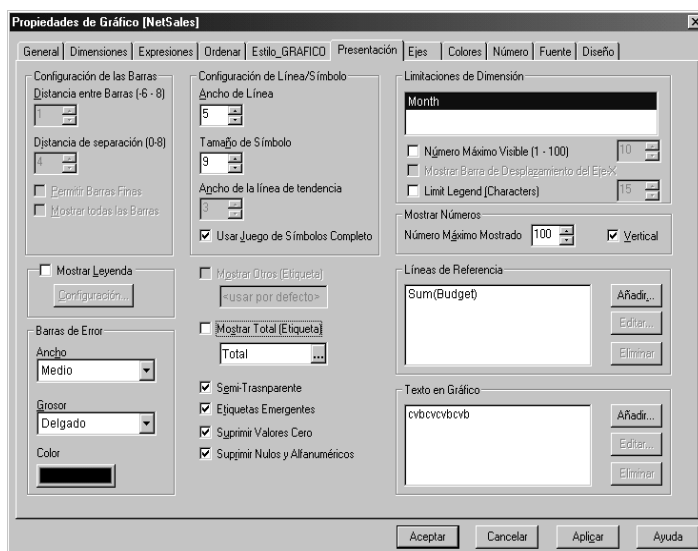 Propiedades de Gráfico [NetSales]
General Dimensiones Expresiones Ordenar Estilo_GRAFICO Presentación Ejes Colores Número Fuente Diseño
Configuración de las Barras
Distancia entre Barras (-6 - 8)
1
Distancia de separación (0-8)
4
Permitir Barras Finas
Mostrar todas las Barras
Configuración de Línea/Símbolo
Ancho de Línea
5
Tamaño de Símbolo
9
Ancho de la línea de tendencia
3
Usar Juego de Símbolos Completo
Limitaciones de Dimensión
Month
Número Máximo Visible (1 - 100) 10
Mostrar Barra de Desplazamiento del Eje-X
Limit Legend (Characters) 15
Mostrar Números
Número Máximo Mostrado 100 Vertical
Mostrar Leyenda
Configuración...
Mostrar Otros (Etiqueta)
<usar por defecto>
Mostrar Total (Etiqueta)
Total ...
Semi-Trasnparente
Etiquetas Emergentes
Suprimir Valores Cero
Suprimir Nulos y Alfanuméricos
Barras de Error
Ancho
Medio
Grosor
Delgado
Color
Líneas de Referencia
Sum(Budget)
Añadir...
Editar...
Eliminar
Texto en Gráfico
cvbcvcvbcvb
Añadir...
Editar...
Eliminar
Aceptar Cancelar Aplicar Ayuda